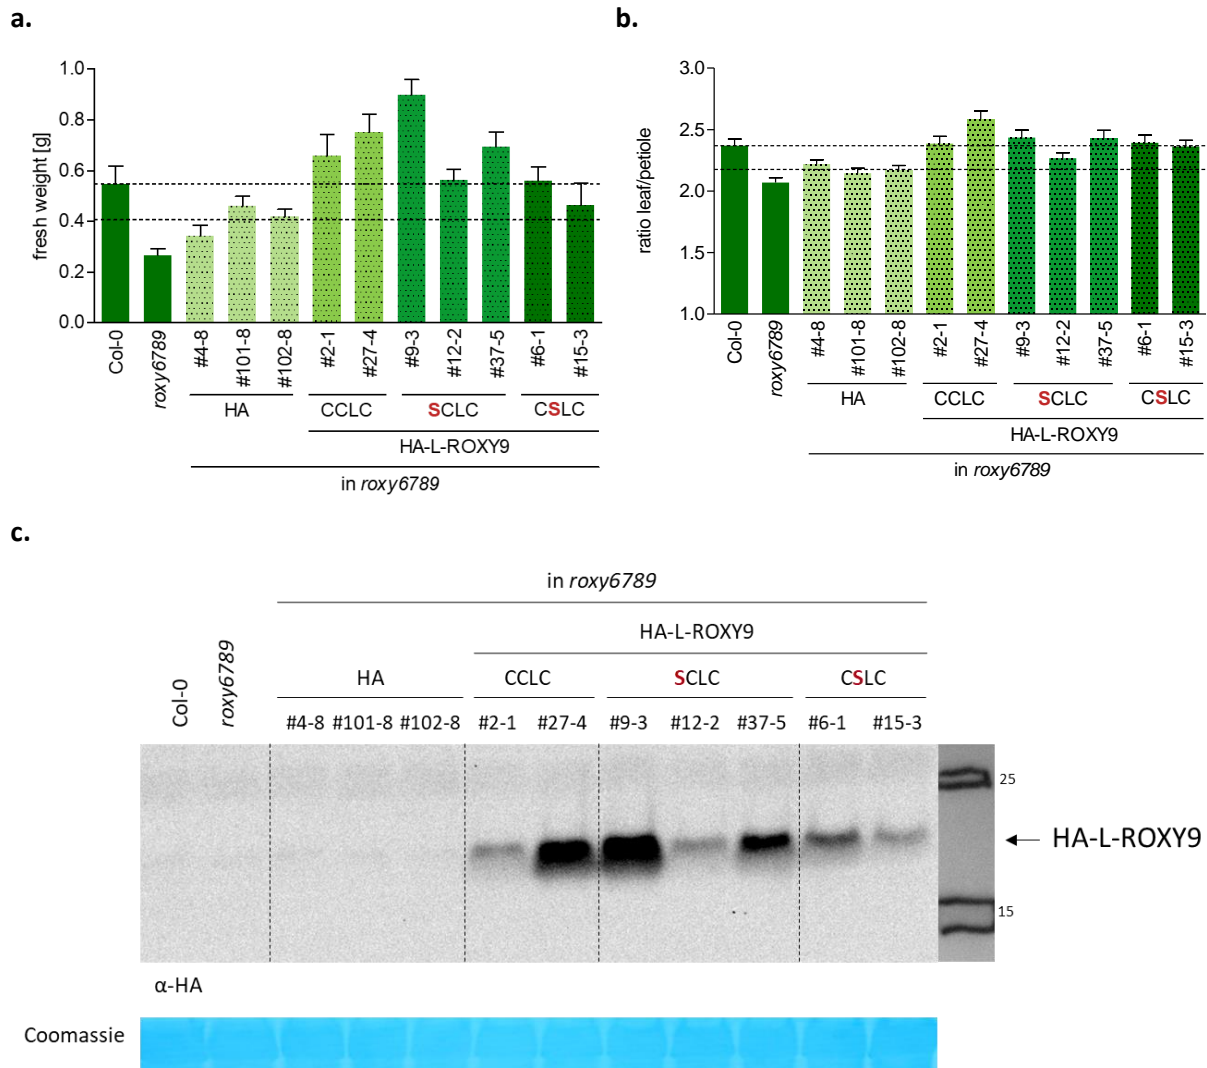 a.
fresh weight [g]
1.0
0.8
0.6
0.4
0.2
0.0
Col-0
roxy6789
#4-8
#101-8
#102-8
#2-1
#27-4
#9-3
#12-2
#37-5
#6-1
#15-3
HA
CCLC
SCLC
CSLC
HA-L-ROXY9
in roxy6789
b.
ratio leaf/petiole
3.0
2.5
2.0
1.5
1.0
Col-0
roxy6789
#4-8
#101-8
#102-8
#2-1
#27-4
#9-3
#12-2
#37-5
#6-1
#15-3
HA
CCLC
SCLC
CSLC
HA-L-ROXY9
in roxy6789
c.
in roxy6789
HA-L-ROXY9
Col-0
roxy6789
HA
CCLC
SCLC
CSLC
#4-8 #101-8 #102-8 #2-1 #27-4 #9-3 #12-2 #37-5 #6-1 #15-3
25
HA-L-ROXY9
15
α-HA
Coomassie